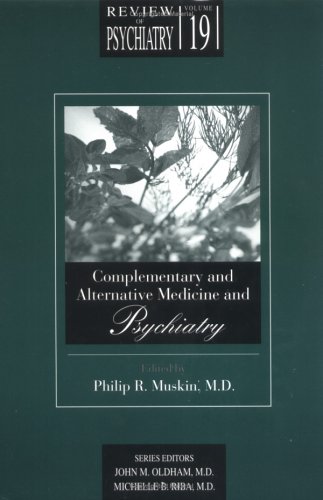 REVIEW OF PSYCHIATRY VOLUME 19
Complementary and
Alternative Medicine and
Psychiatry
Edited by
Philip R. Muskin, M.D.
SERIES EDITORS
JOHN M. OLDHAM, M.D.
MICHELLE B. RIBA, M.D.